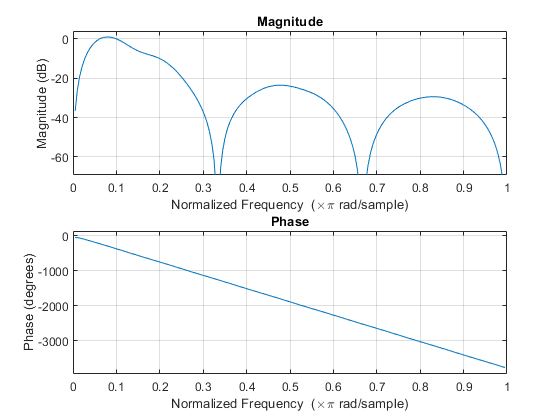 Magnitude
0
-20
-40
-60
Magnitude (dB)
0 0.1 0.2 0.3 0.4 0.5 0.6 0.7 0.8 0.9 1
Normalized Frequency (×π rad/sample)
Phase
0
-1000
-2000
-3000
Phase (degrees)
0 0.1 0.2 0.3 0.4 0.5 0.6 0.7 0.8 0.9 1
Normalized Frequency (×π rad/sample)